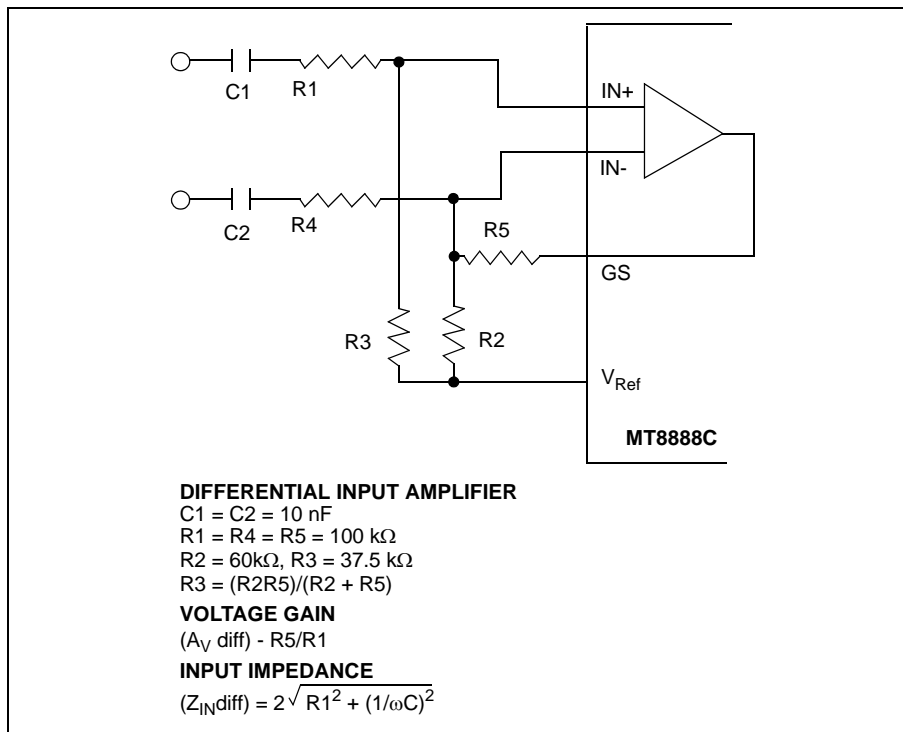 C1
R1
IN+
IN-
C2
R4
R5
GS
R3
R2
V_Ref
MT8888C
DIFFERENTIAL INPUT AMPLIFIER
C1 = C2 = 10 nF
R1 = R4 = R5 = 100 kΩ
R2 = 60kΩ, R3 = 37.5 kΩ
R3 = (R2R5)/(R2 + R5)
VOLTAGE GAIN
(A_V diff) - R5/R1
INPUT IMPEDANCE
(Z_INdiff) = 2√R1² + (1/ωC)²